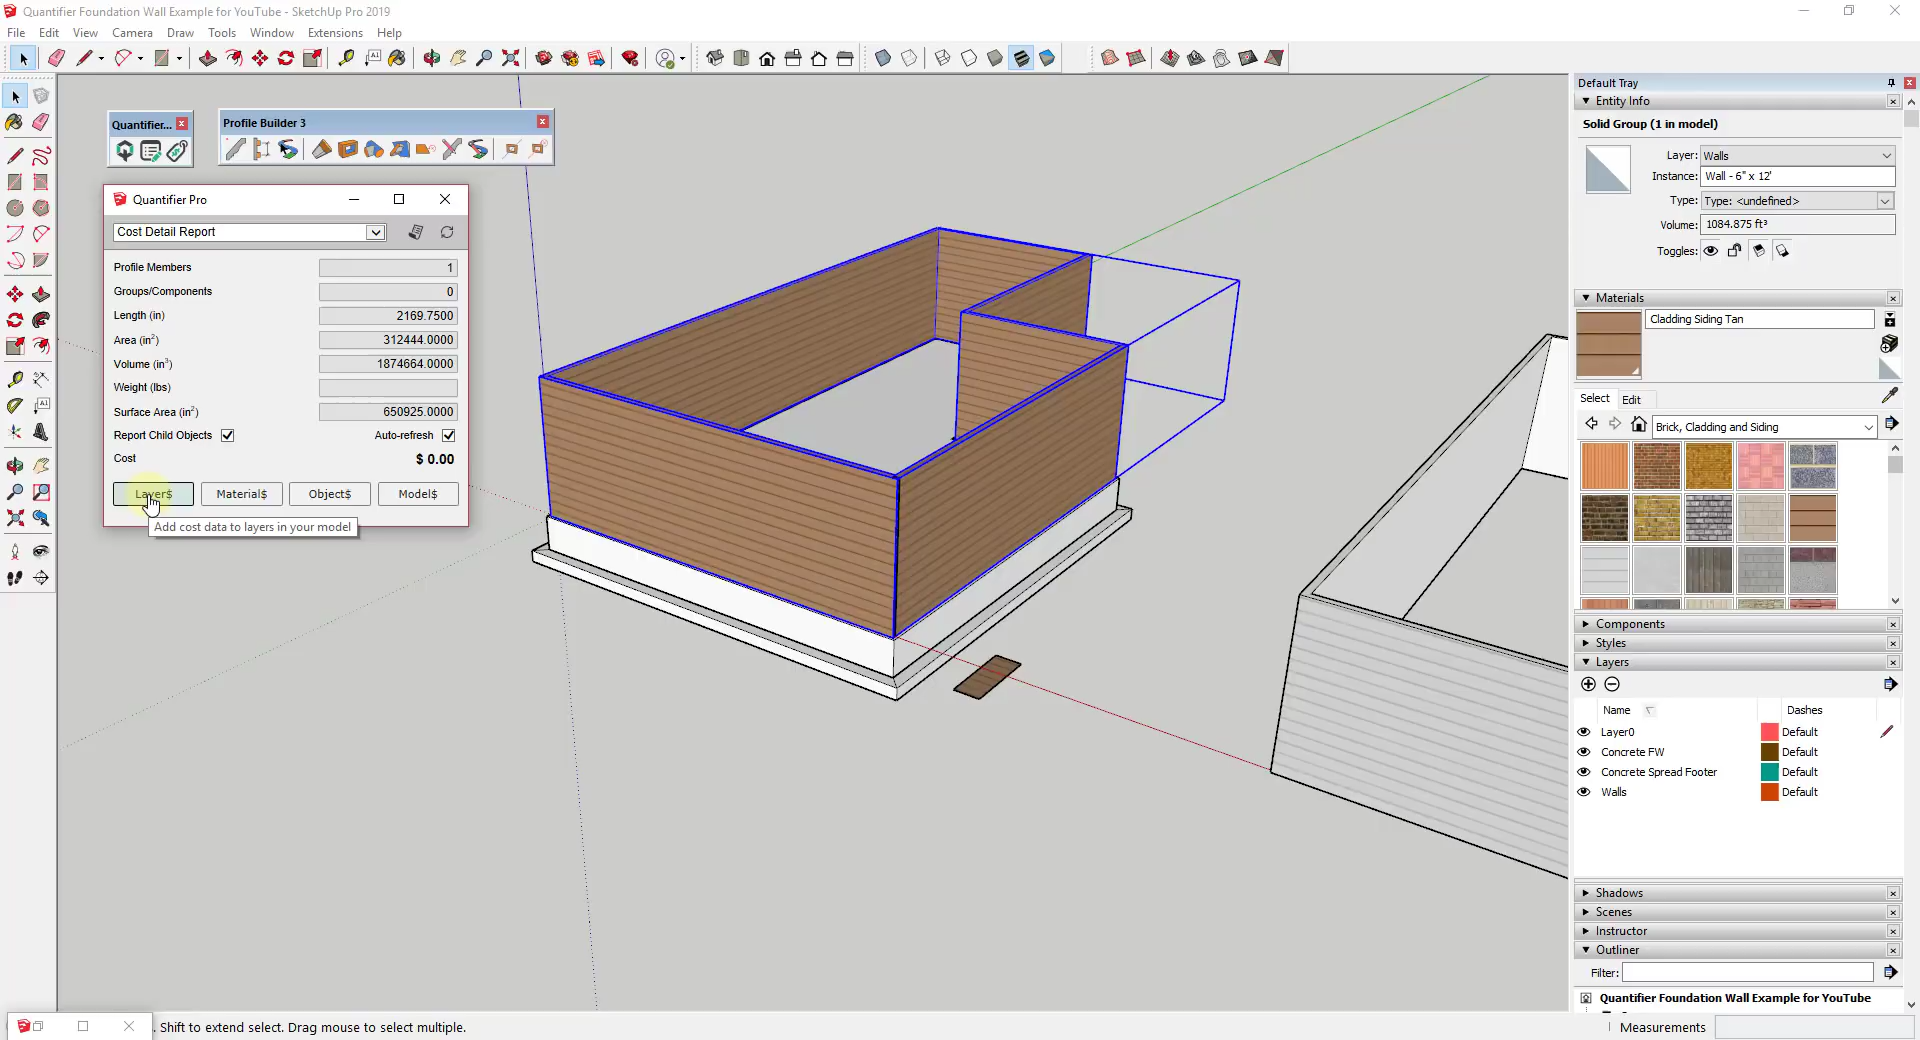 Quantifier Foundation Wall Example for YouTube - SketchUp Pro 2019
File Edit View Camera Draw Tools Window Extensions Help
Quantifier...
Profile Builder 3
Quantifier Pro
Cost Detail Report
Profile Members 1
Groups/Components 0
Length (in) 2169.7500
Area (in²) 312444.0000
Volume (in³) 1874664.0000
Weight (lbs)
Surface Area (in²) 650925.0000
Report Child Objects Auto-refresh
Cost $ 0.00
Layer$ Material$ Object$ Model$
Add cost data to layers in your model
Default Tray
Entity Info
Solid Group (1 in model)
Layer: Walls
Instance: Wall - 6" x 12'
Type: Type: <undefined>
Volume: 1084.875 ft³
Toggles:
Materials
Cladding Siding Tan
Select Edit
Brick, Cladding and Siding
Components
Styles
Layers
Name Dashes
Layer0 Default
Concrete FW Default
Concrete Spread Footer Default
Walls Default
Shadows
Scenes
Instructor
Outliner
Filter:
Quantifier Foundation Wall Example for YouTube
. Shift to extend select. Drag mouse to select multiple.
Measurements